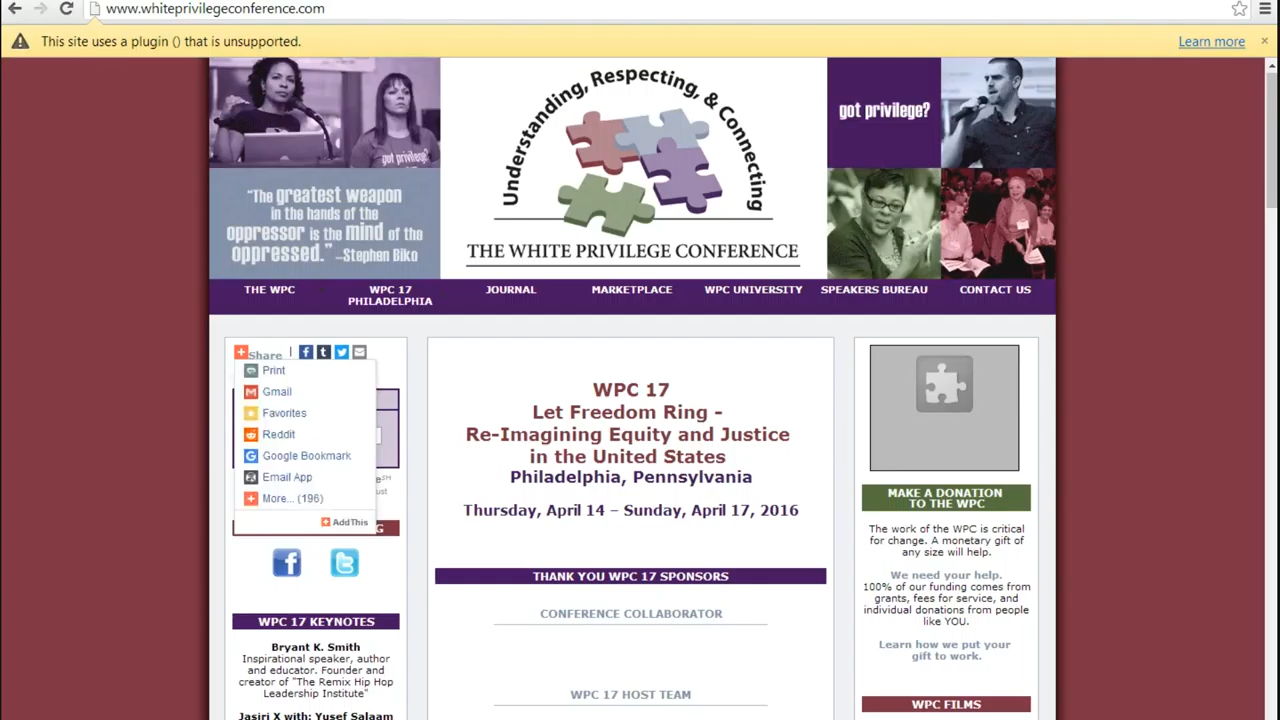 www.whiteprivilegeconference.com
This site uses a plugin () that is unsupported.
Learn more
×
got privilege?
"The greatest weapon
in the hands of the
oppressor is the mind of the
oppressed." –Stephen Biko
Understanding, Respecting, & Connecting
THE WHITE PRIVILEGE CONFERENCE
got privilege?
THE WPC
WPC 17
PHILADELPHIA
JOURNAL
MARKETPLACE
WPC UNIVERSITY
SPEAKERS BUREAU
CONTACT US
Share
Print
Gmail
Favorites
Reddit
Google Bookmark
Email App
More... (196)
AddThis
WPC 17 KEYNOTES
Bryant K. Smith
Inspirational speaker, author
and educator. Founder and
creator of "The Remix Hip Hop
Leadership Institute"
Jasiri X with: Yusef Salaam
WPC 17
Let Freedom Ring -
Re-Imagining Equity and Justice
in the United States
Philadelphia, Pennsylvania
Thursday, April 14 – Sunday, April 17, 2016
THANK YOU WPC 17 SPONSORS
CONFERENCE COLLABORATOR
WPC 17 HOST TEAM
MAKE A DONATION
TO THE WPC
The work of the WPC is critical
for change. A monetary gift of
any size will help.
We need your help.
100% of our funding comes from
grants, fees for service, and
individual donations from people
like YOU.
Learn how we put your
gift to work.
WPC FILMS